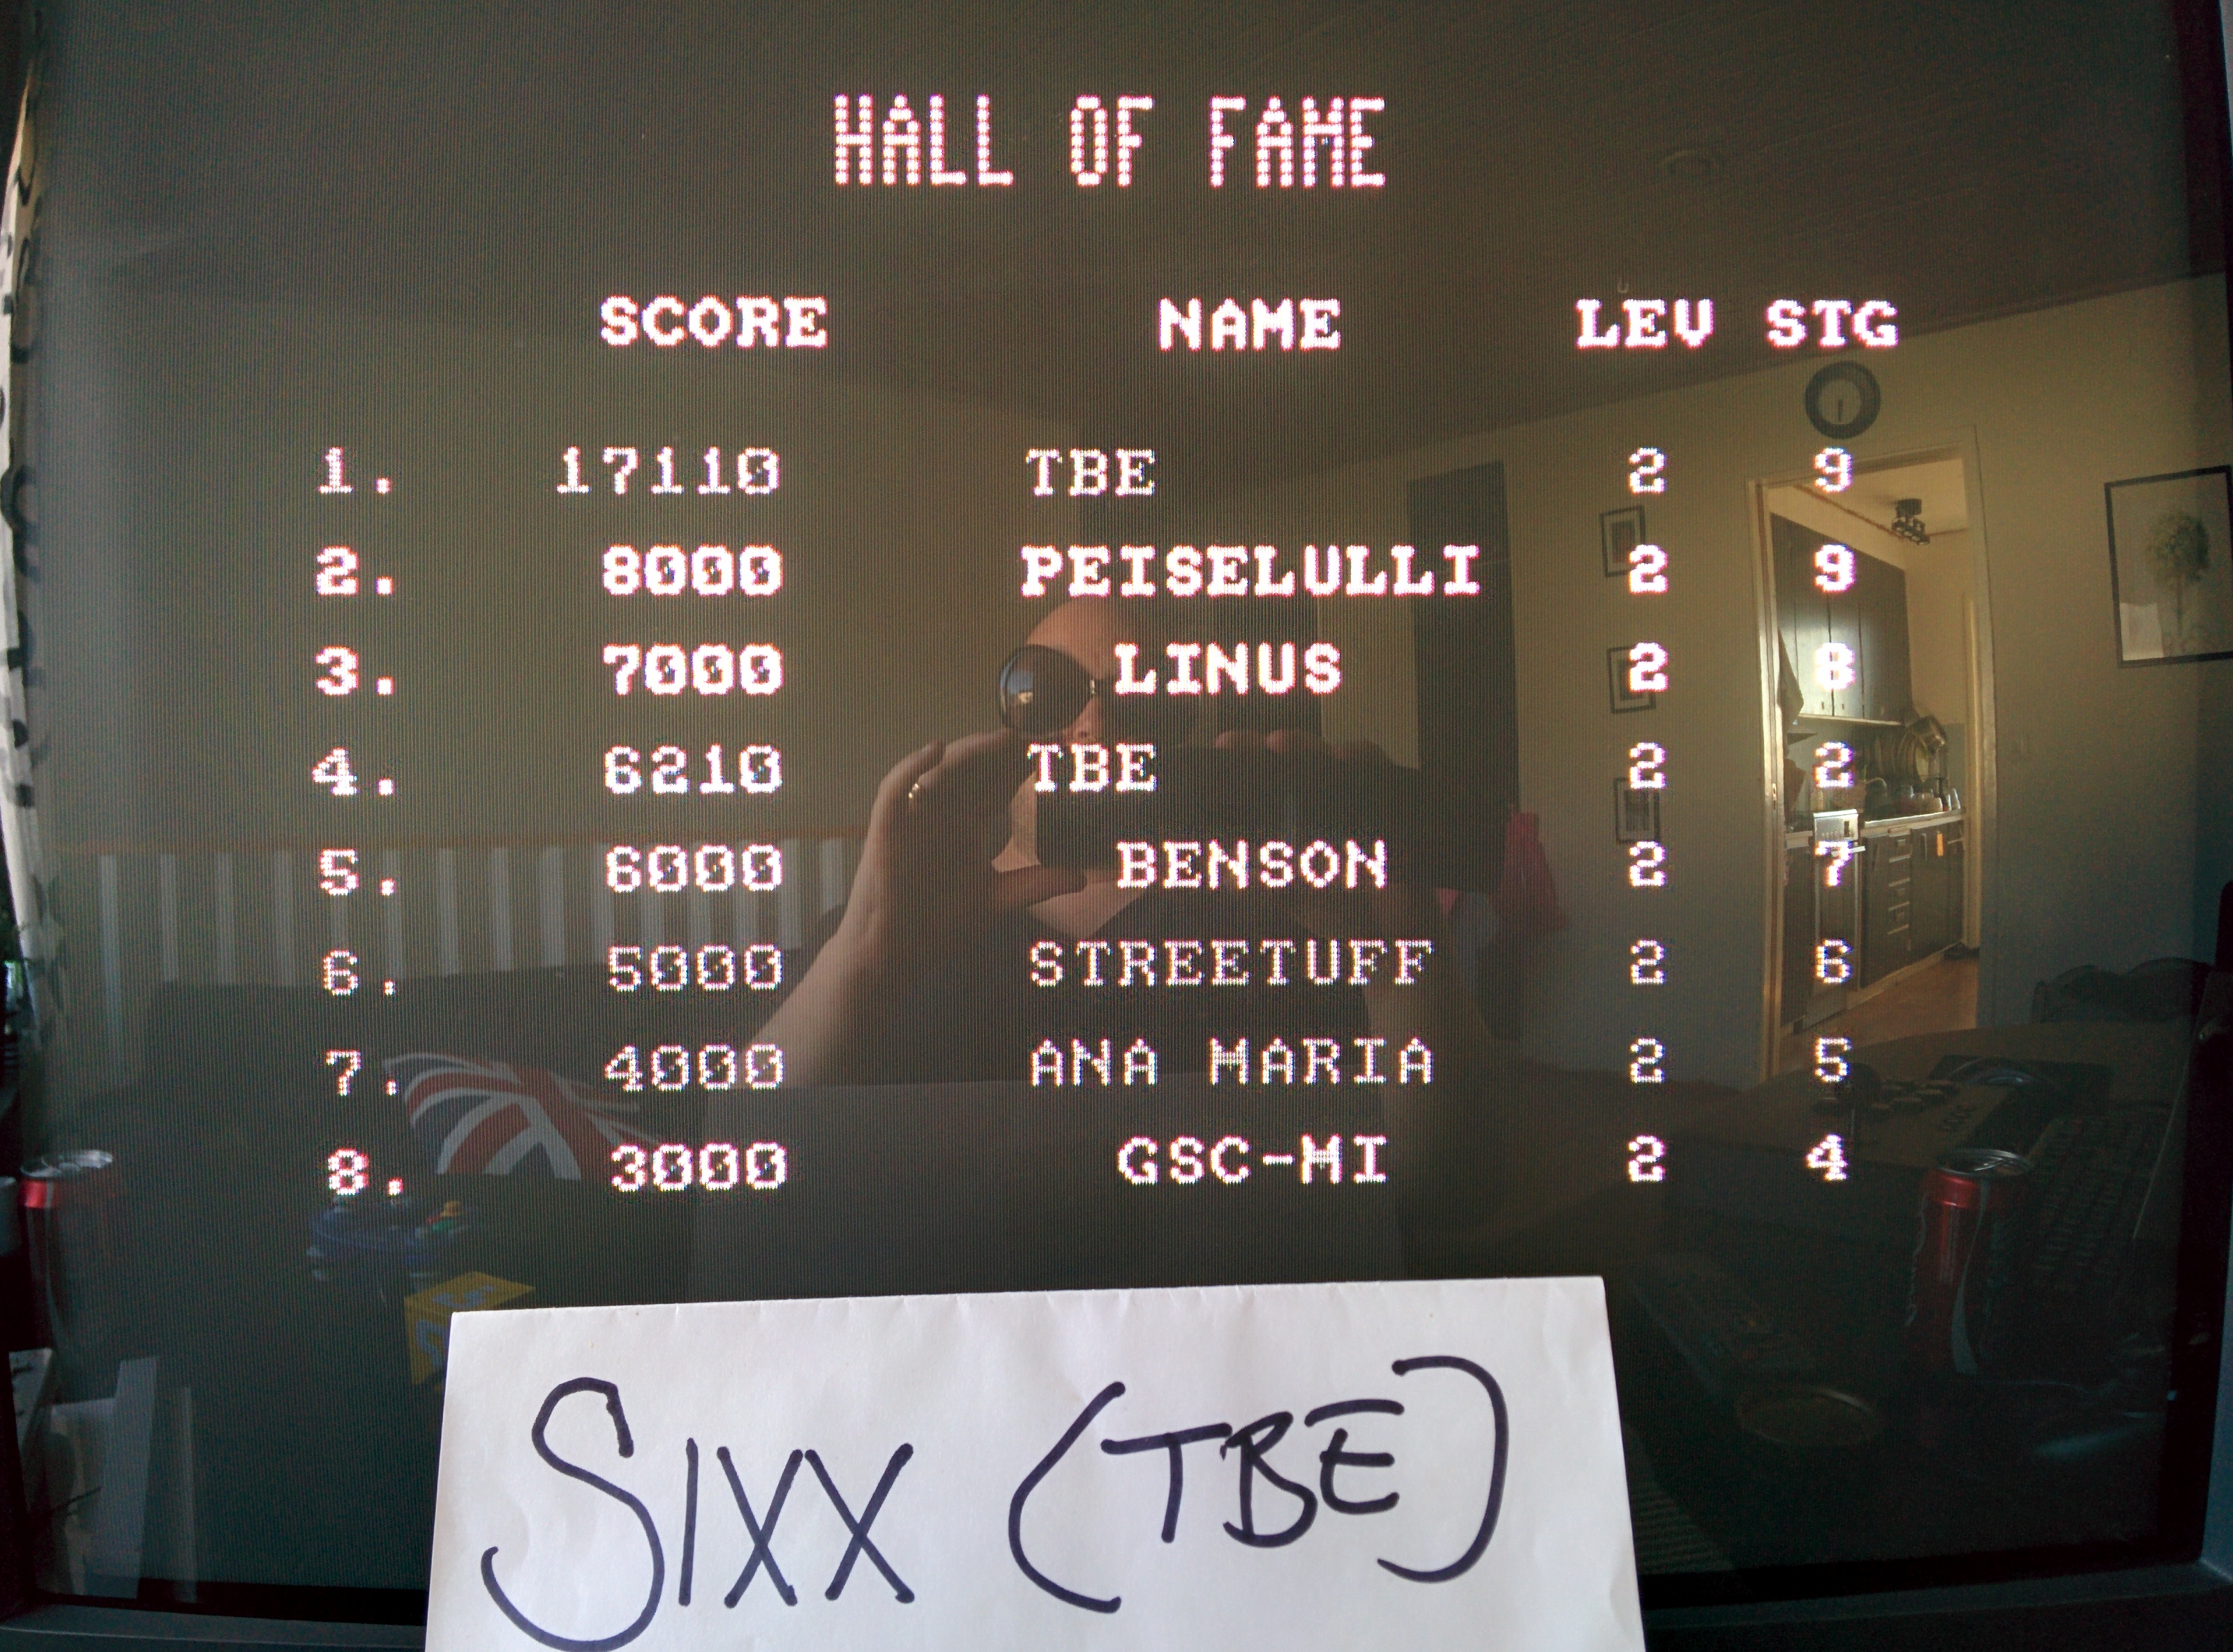 HALL OF FAME
SCORE NAME LEV STG
1. 17110 TBE 2 9
2. 8000 PEISELULLI 2 9
3. 7000 LINUS 2 8
4. 6210 TBE 2 2
5. 6000 BENSON 2 7
6. 5000 STREETUFF 2 6
7. 4000 ANA MARIA 2 5
8. 3000 GSC-MI 2 4
SIXX (TBE)